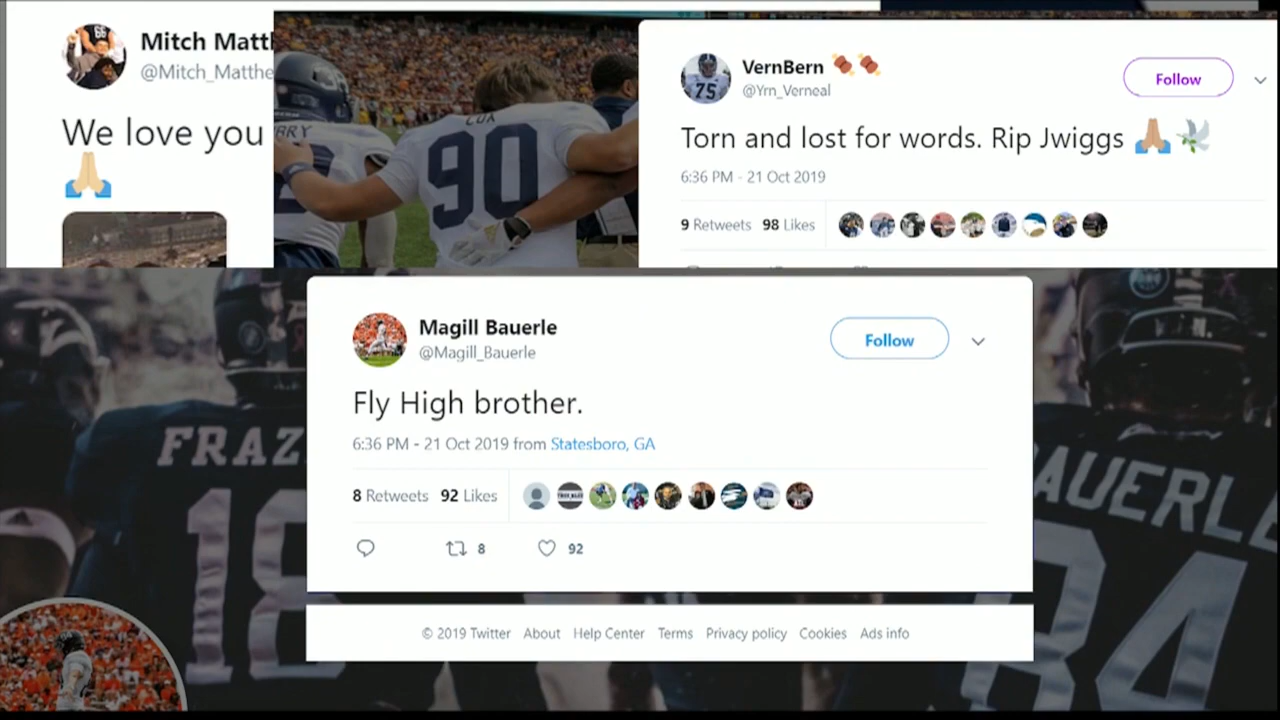 Mitch Matt
@Mitch_Matthe
We love you
🙏
RRY
COX
90
VernBern 🍖🍖
@Yrn_Verneal
75
Follow
Torn and lost for words. Rip Jwiggs 🙏🕊
6:36 PM - 21 Oct 2019
9 Retweets 98 Likes
Magill Bauerle
@Magill_Bauerle
Follow
Fly High brother.
6:36 PM - 21 Oct 2019 from Statesboro, GA
8 Retweets 92 Likes
8 92
© 2019 Twitter About Help Center Terms Privacy policy Cookies Ads info
FRAZ
18
AUERLE
84